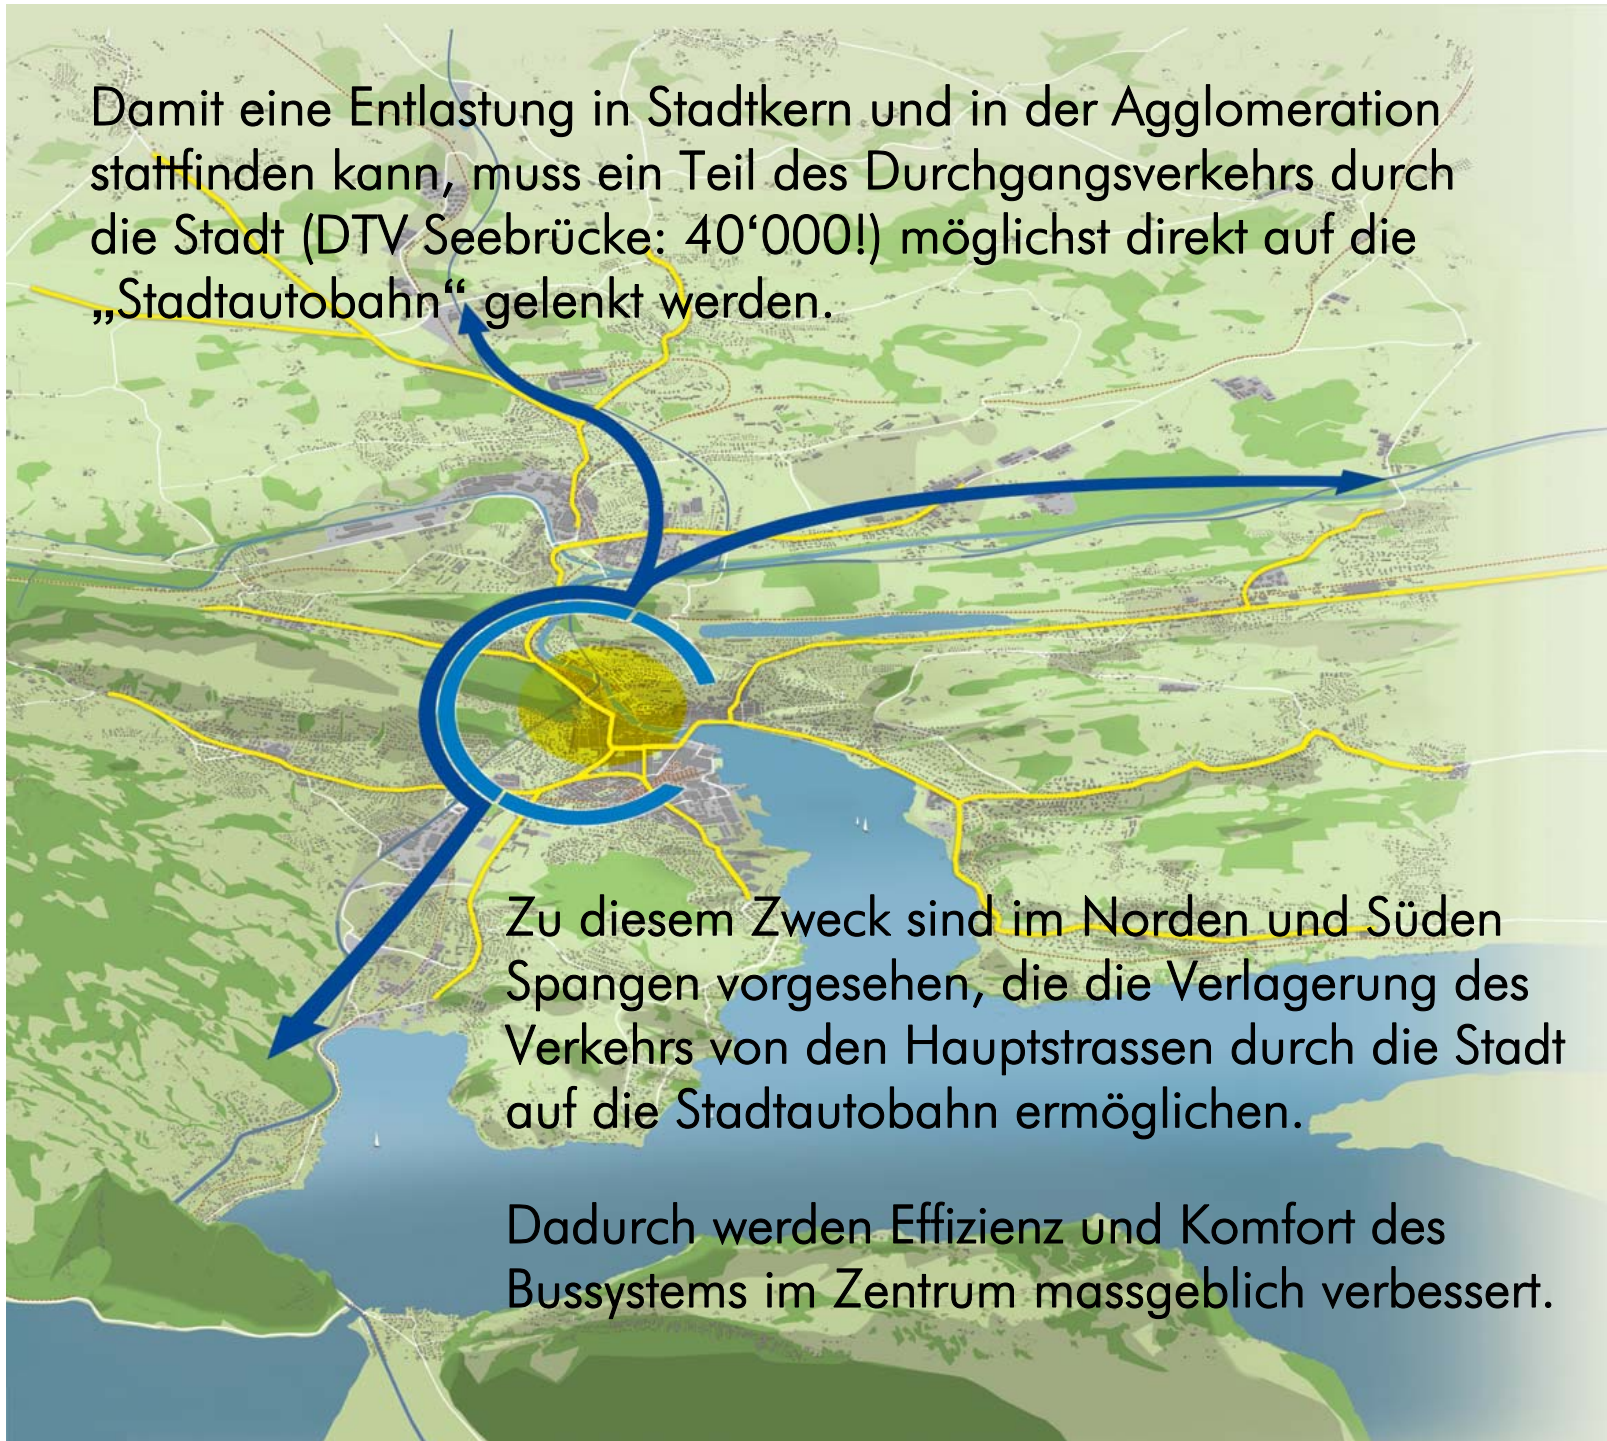 Damit eine Entlastung in Stadtkern und in der Agglomeration
stattfinden kann, muss ein Teil des Durchgangsverkehrs durch
die Stadt (DTV Seebrücke: 40‘000!) möglichst direkt auf die
„Stadtautobahn“ gelenkt werden.
Zu diesem Zweck sind im Norden und Süden
Spangen vorgesehen, die die Verlagerung des
Verkehrs von den Hauptstrassen durch die Stadt
auf die Stadtautobahn ermöglichen.
Dadurch werden Effizienz und Komfort des
Bussystems im Zentrum massgeblich verbessert.